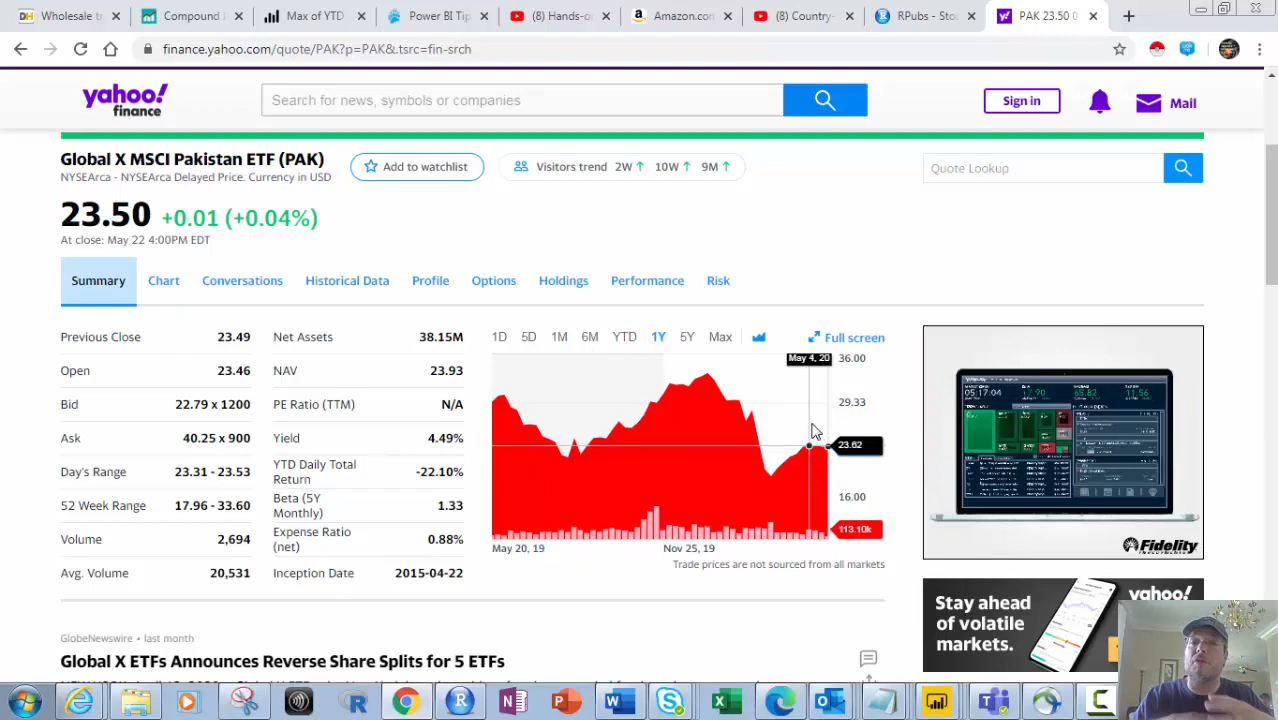 Wholesale tr
Compound I
Max of YTD
Power BI Ty
(8) Hands-o
Amazon.com
(8) Country-
RPubs - Sto
PAK 23.50 0
finance.yahoo.com/quote/PAK?p=PAK&.tsrc=fin-srch
yahoo!
finance
Search for news, symbols or companies
Sign in
Mail
Global X MSCI Pakistan ETF (PAK)
Add to watchlist
Visitors trend 2W↑ 10W↑ 9M↑
Quote Lookup
NYSEArca - NYSEArca Delayed Price. Currency in USD
23.50 +0.01 (+0.04%)
At close: May 22 4:00PM EDT
Summary Chart Conversations Historical Data Profile Options Holdings Performance Risk
Previous Close 23.49
Open 23.46
Bid 22.79 x 1200
Ask 40.25 x 900
Day's Range 23.31 - 23.53
52 Week Range 17.96 - 33.60
Volume 2,694
Avg. Volume 20,531
Net Assets 38.15M
NAV 23.93
PE Ratio (TTM) N/A
Yield
YTD Daily Total
Beta (5Y
Monthly) 1.33
Expense Ratio
(net) 0.88%
Inception Date 2015-04-22
1D 5D 1M 6M YTD 1Y 5Y Max
Full screen
May 4, 20
36.00
29.33
23.62
16.00
113.10k
May 20, 19 Nov 25, 19
Trade prices are not sourced from all markets
05:17:04
Fidelity
Stay ahead
of volatile
markets.
yahoo!
GlobeNewswire • last month
Global X ETFs Announces Reverse Share Splits for 5 ETFs